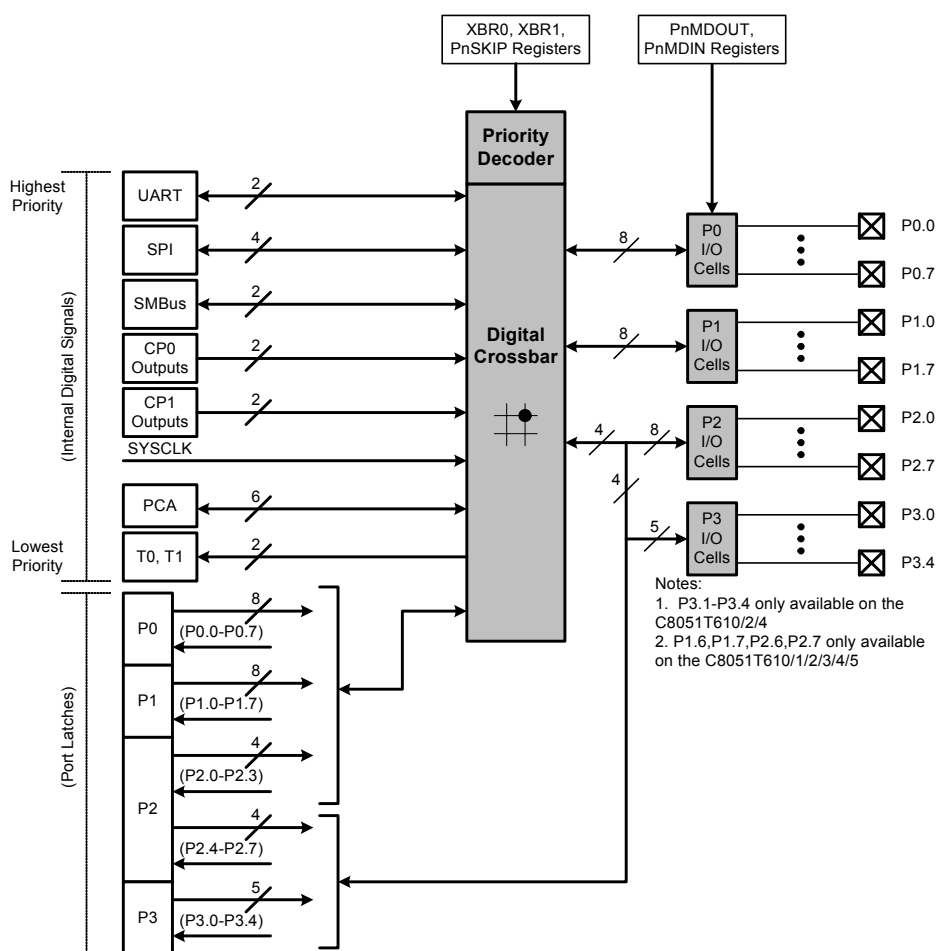 XBR0, XBR1,
PnSKIP Registers
PnMDOUT,
PnMDIN Registers
Priority
Decoder
Highest
Priority
UART
2
SPI
4
SMBus
2
CP0
Outputs
2
CP1
Outputs
2
SYSCLK
PCA
6
Lowest
Priority
T0, T1
2
(Internal Digital Signals)
Digital
Crossbar
8
P0
I/O
Cells
P0.0
P0.7
8
P1
I/O
Cells
P1.0
P1.7
4
8
P2
I/O
Cells
P2.0
P2.7
4
5
P3
I/O
Cells
P3.0
P3.4
Notes:
1. P3.1-P3.4 only available on the
C8051T610/2/4
2. P1.6,P1.7,P2.6,P2.7 only available
on the C8051T610/1/2/3/4/5
(Port Latches)
P0
8
(P0.0-P0.7)
P1
8
(P1.0-P1.7)
P2
4
(P2.0-P2.3)
4
(P2.4-P2.7)
P3
5
(P3.0-P3.4)